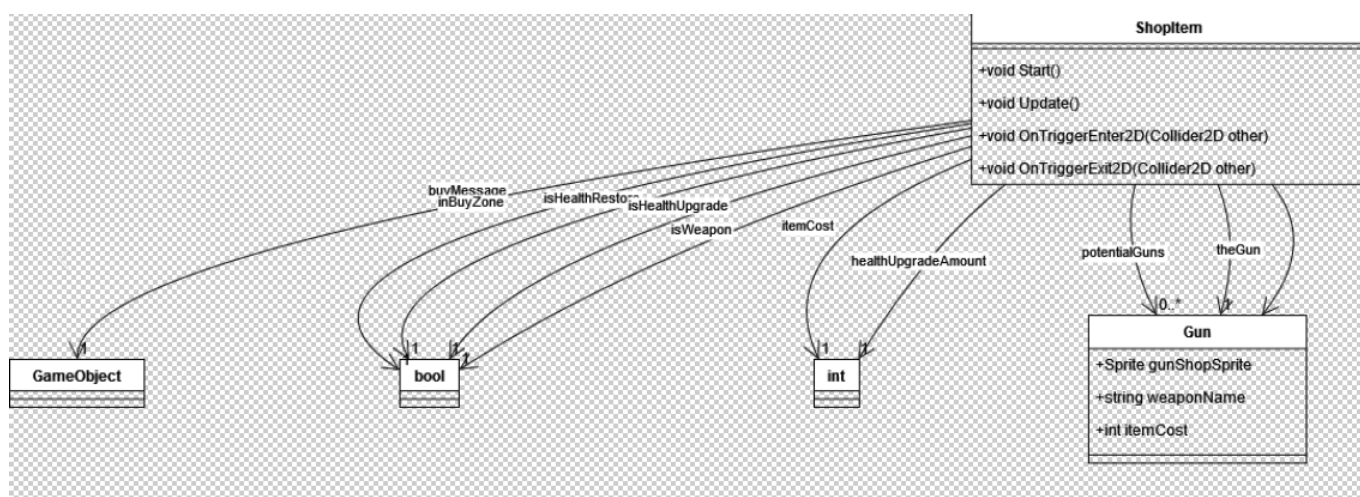 ShopItem
+void Start()
+void Update()
+void OnTriggerEnter2D(Collider2D other)
+void OnTriggerExit2D(Collider2D other)
buyMessage
inBuyZone
isHealthRestore
isHealthUpgrade
isWeapon
itemCost
healthUpgradeAmount
potentialGuns
theGun
0..*
1
1
1
1
1
1
1
1
GameObject
bool
int
Gun
+Sprite gunShopSprite
+string weaponName
+int itemCost